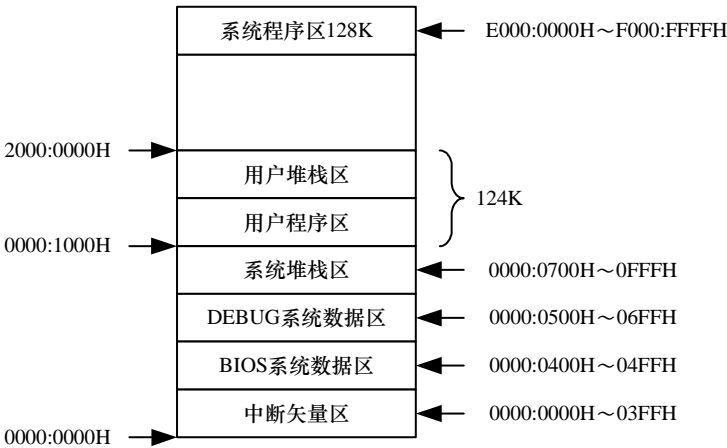 系统程序区128K
E000:0000H～F000:FFFFH
2000:0000H
用户堆栈区
124K
用户程序区
0000:1000H
系统堆栈区
0000:0700H～0FFFH
DEBUG系统数据区
0000:0500H～06FFH
BIOS系统数据区
0000:0400H～04FFH
中断矢量区
0000:0000H～03FFH
0000:0000H